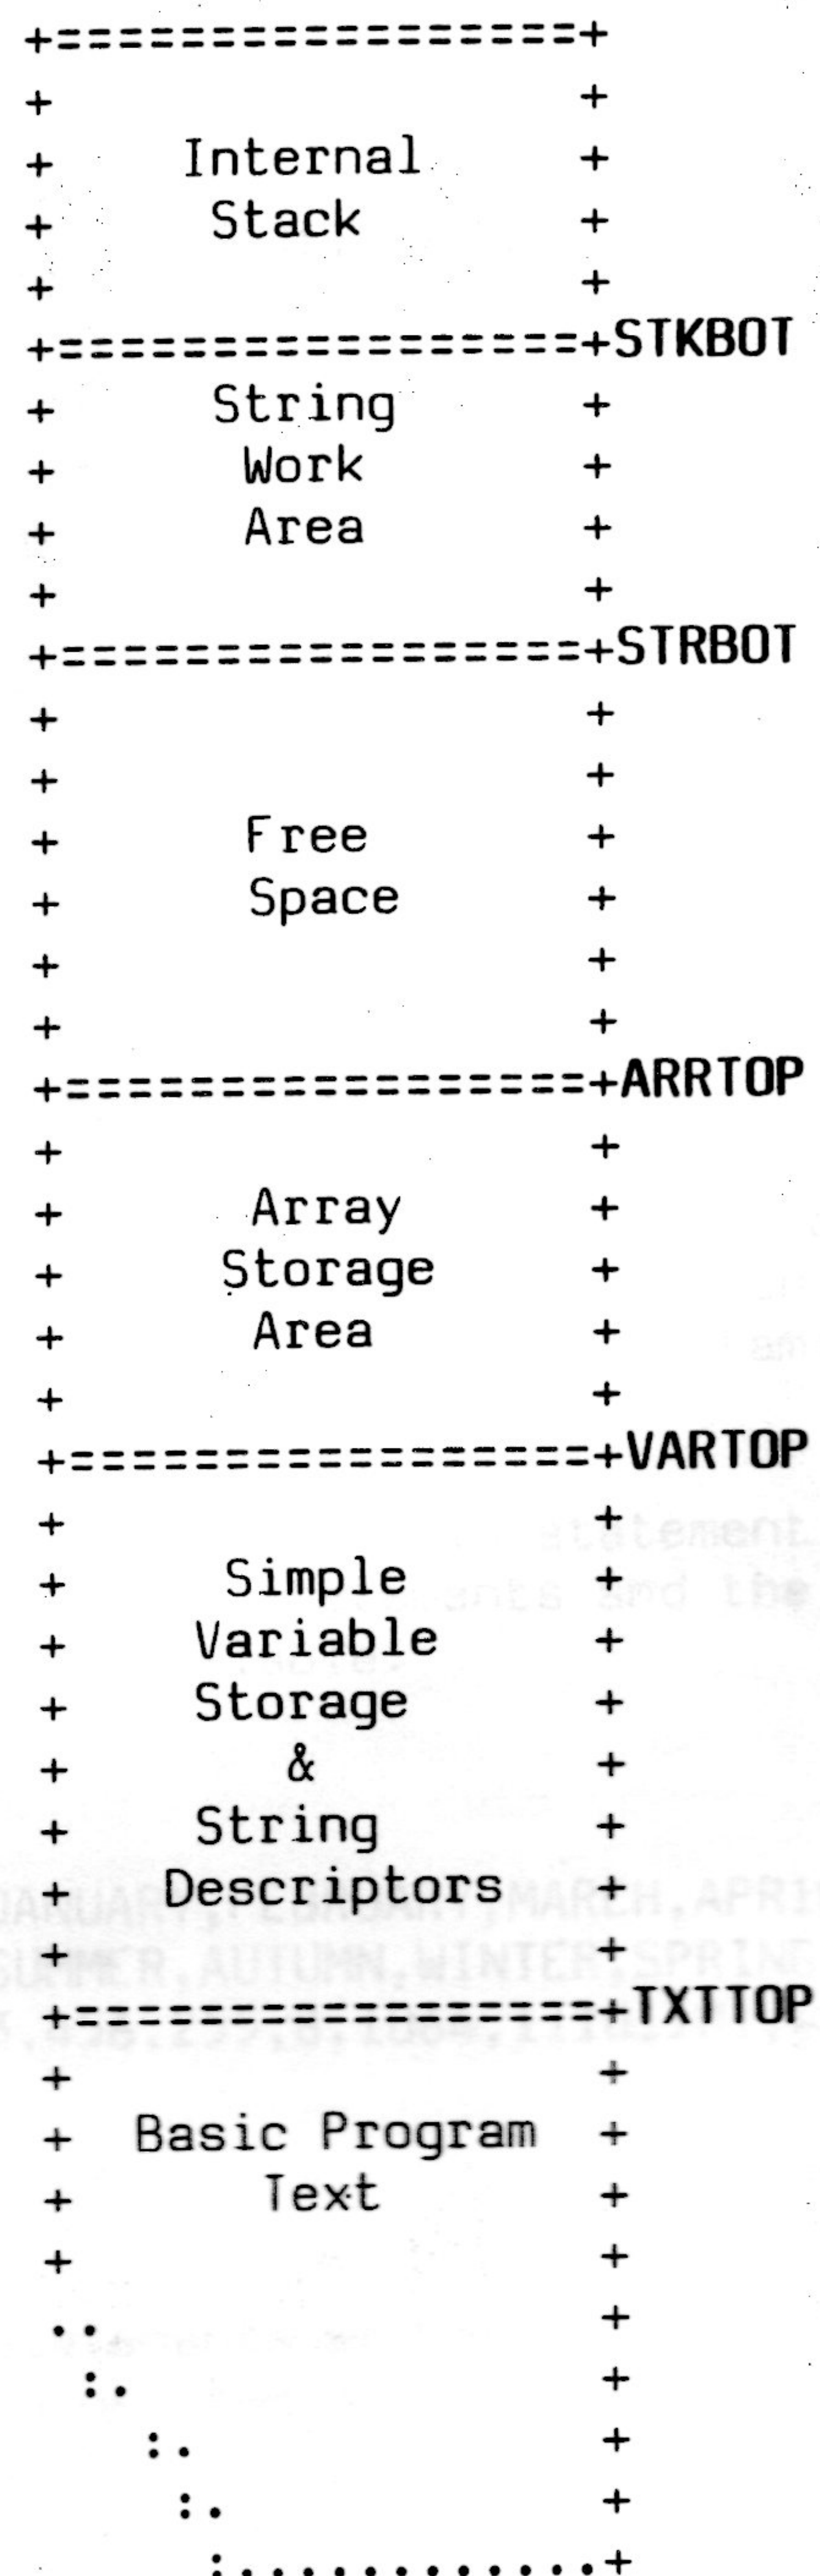 Internal
Stack
STKBOT
String
Work
Area
STRBOT
Free
Space
ARRTOP
Array
Storage
Area
VARTOP
Simple
Variable
Storage
&
String
Descriptors
TXTTOP
Basic Program
Text